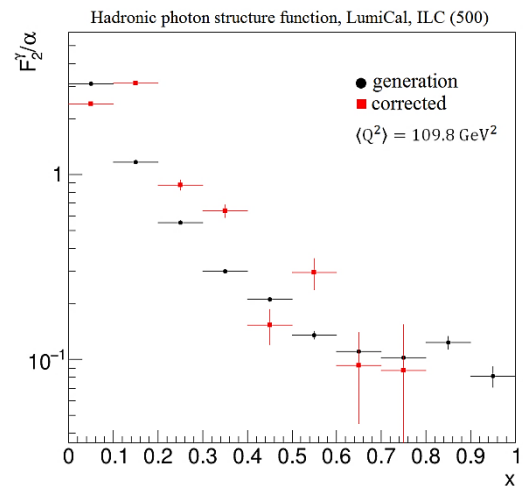 Hadronic photon structure function, LumiCal, ILC (500)
F₂ᵞ/α
generation
corrected
⟨Q²⟩ = 109.8 GeV²
1
10⁻¹
0 0.1 0.2 0.3 0.4 0.5 0.6 0.7 0.8 0.9 1
x